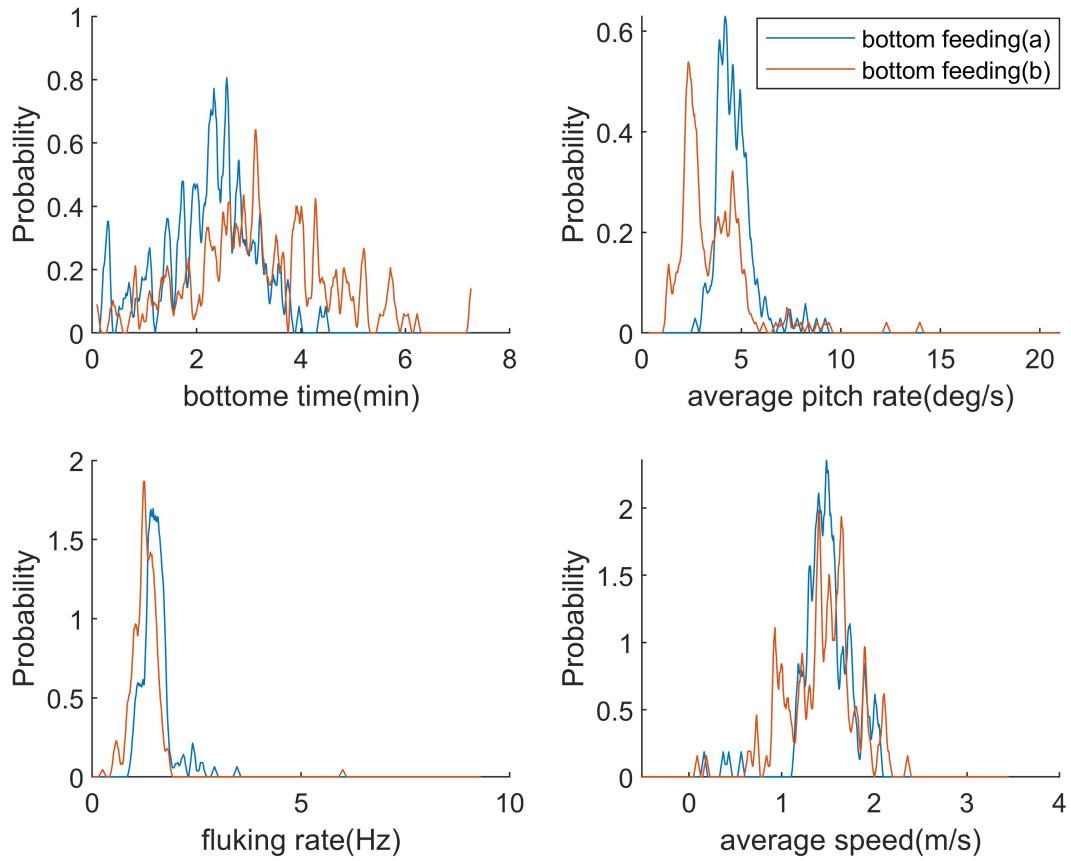 1
0.8
0.6
0.4
0.2
0
0 2 4 6 8
Probability
bottome time(min)
0.6
0.4
0.2
0
0 5 10 15 20
Probability
average pitch rate(deg/s)
bottom feeding(a)
bottom feeding(b)
2
1.5
1
0.5
0
0 5 10
Probability
fluking rate(Hz)
2
1.5
1
0.5
0
0 1 2 3 4
Probability
average speed(m/s)